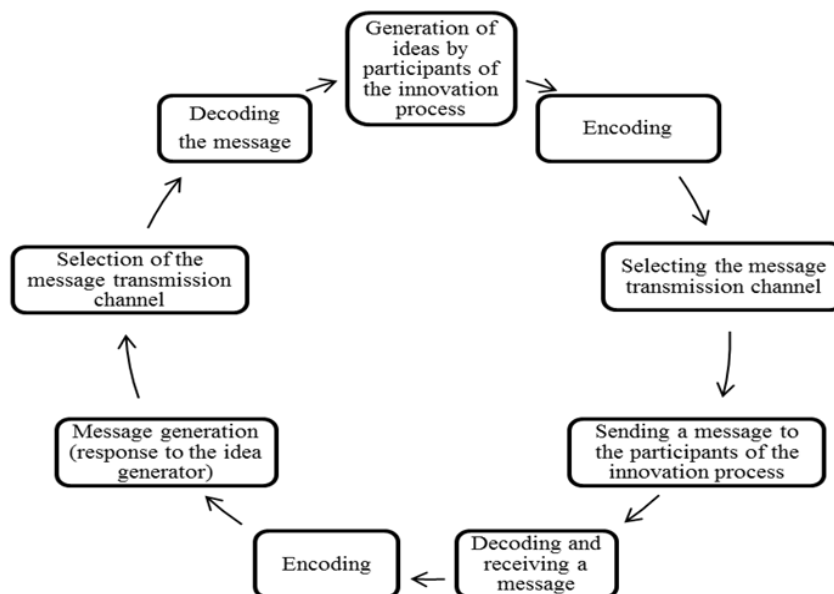 Generation of
ideas by
participants of
the innovation
process
Encoding
Selecting the message
transmission channel
Sending a message to
the participants of the
innovation process
Decoding and
receiving a
message
Encoding
Message generation
(response to the idea
generator)
Selection of the
message transmission
channel
Decoding
the message